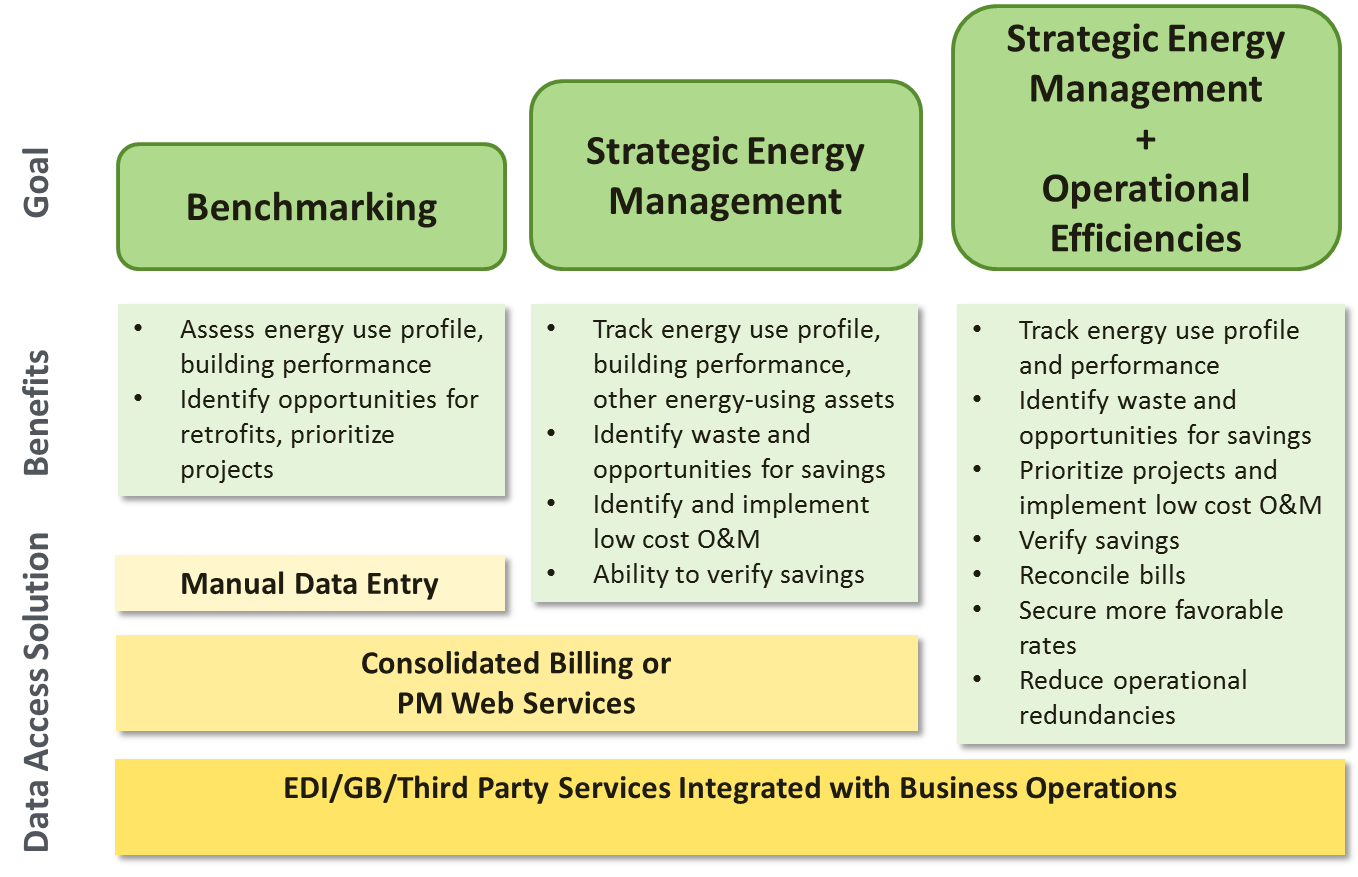 Goal
Benchmarking
Strategic Energy
Management
Strategic Energy
Management
+
Operational
Efficiencies
Benefits
• Assess energy use profile,
building performance
• Identify opportunities for
retrofits, prioritize
projects
• Track energy use profile,
building performance,
other energy-using assets
• Identify waste and
opportunities for savings
• Identify and implement
low cost O&M
• Ability to verify savings
• Track energy use profile
and performance
• Identify waste and
opportunities for savings
• Prioritize projects and
implement low cost O&M
• Verify savings
• Reconcile bills
• Secure more favorable
rates
• Reduce operational
redundancies
Data Access Solution
Manual Data Entry
Consolidated Billing or
PM Web Services
EDI/GB/Third Party Services Integrated with Business Operations